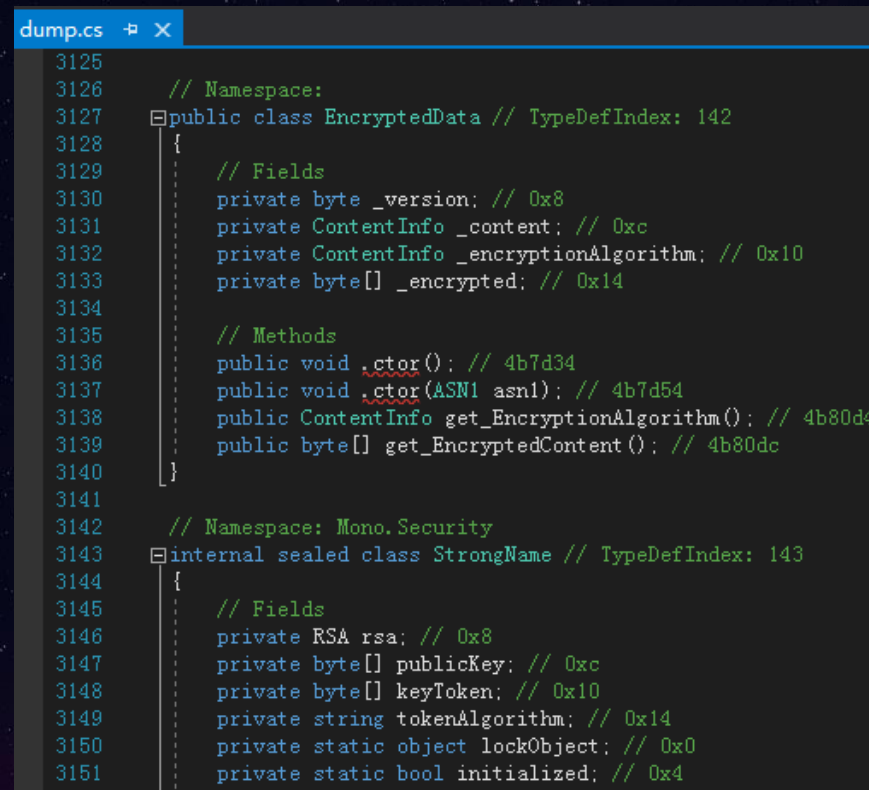 dump.cs
3125
3126 // Namespace:
3127 public class EncryptedData // TypeDefIndex: 142
3128 {
3129 // Fields
3130 private byte _version; // 0x8
3131 private ContentInfo _content; // 0xc
3132 private ContentInfo _encryptionAlgorithm; // 0x10
3133 private byte[] _encrypted; // 0x14
3134
3135 // Methods
3136 public void .ctor(); // 4b7d34
3137 public void .ctor(ASN1 asn1); // 4b7d54
3138 public ContentInfo get_EncryptionAlgorithm(); // 4b80d4
3139 public byte[] get_EncryptedContent(); // 4b80dc
3140 }
3141
3142 // Namespace: Mono.Security
3143 internal sealed class StrongName // TypeDefIndex: 143
3144 {
3145 // Fields
3146 private RSA rsa; // 0x8
3147 private byte[] publicKey; // 0xc
3148 private byte[] keyToken; // 0x10
3149 private string tokenAlgorithm; // 0x14
3150 private static object lockObject; // 0x0
3151 private static bool initialized; // 0x4